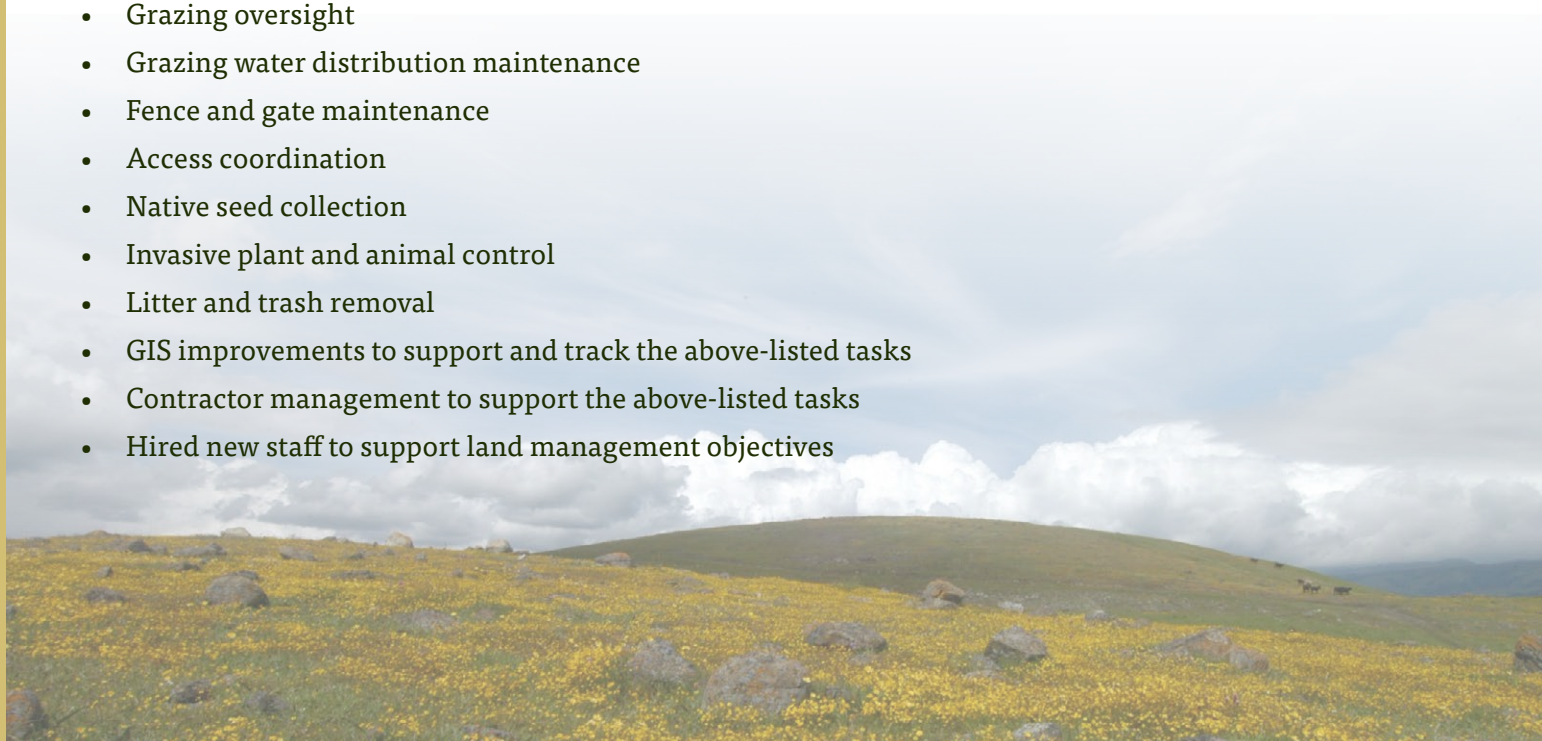 • Grazing oversight
• Grazing water distribution maintenance
• Fence and gate maintenance
• Access coordination
• Native seed collection
• Invasive plant and animal control
• Litter and trash removal
• GIS improvements to support and track the above-listed tasks
• Contractor management to support the above-listed tasks
• Hired new staff to support land management objectives